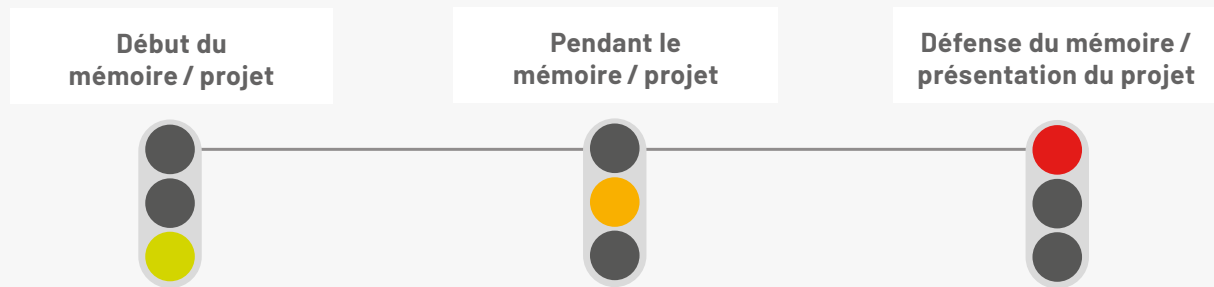 Début du
mémoire / projet
Pendant le
mémoire / projet
Défense du mémoire /
présentation du projet